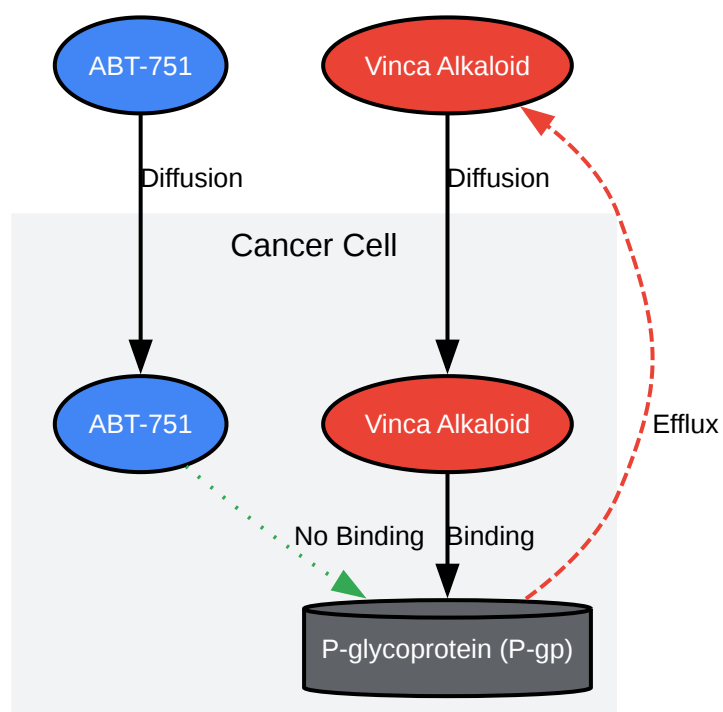 ABT-751
Vinca Alkaloid
Diffusion
Diffusion
Cancer Cell
ABT-751
Vinca Alkaloid
Efflux
No Binding
Binding
P-glycoprotein (P-gp)